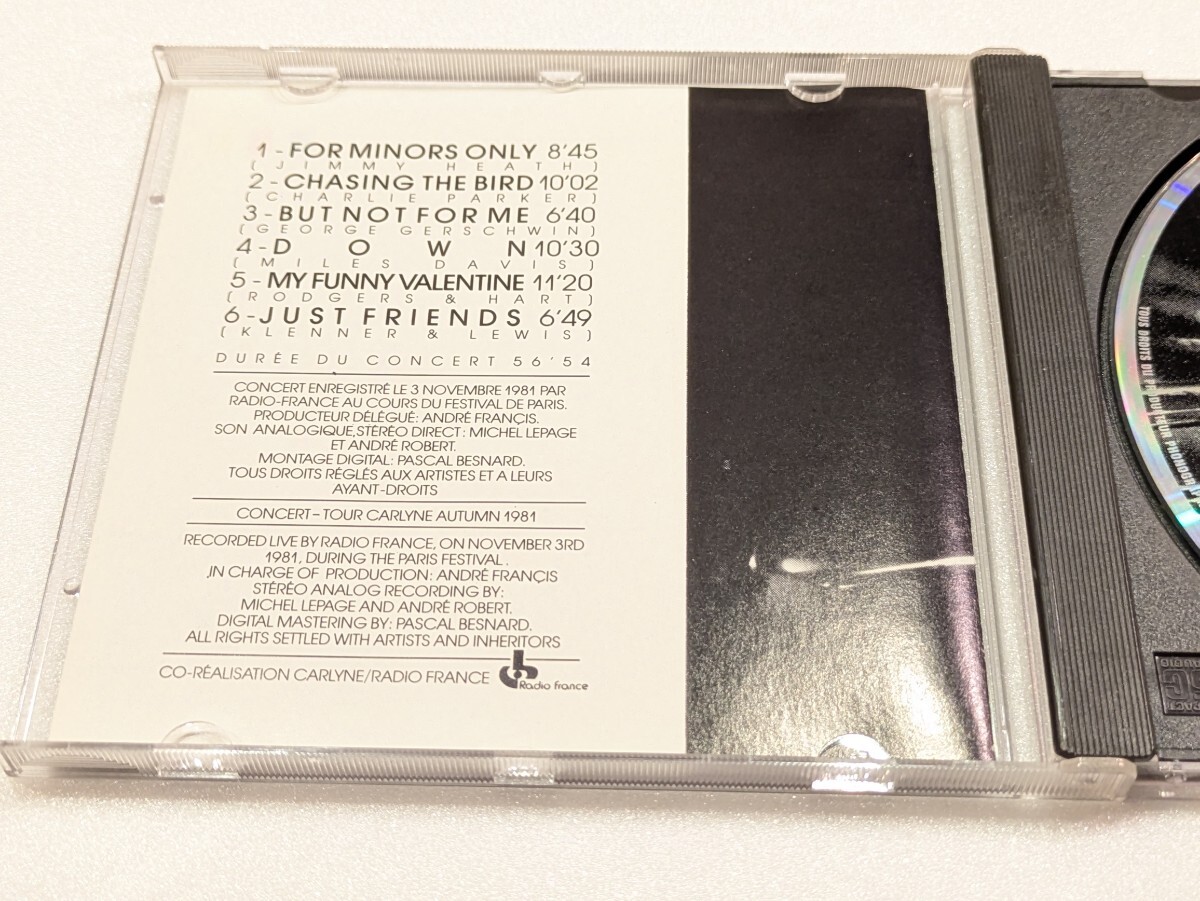 1 - FOR MINORS ONLY 8'45
(JIMMY HEATH)
2 - CHASING THE BIRD 10'02
(CHARLIE PARKER)
3 - BUT NOT FOR ME 6'40
(GEORGE GERSCHWIN)
4 - DOWN 10'30
(MILES DAVIS)
5 - MY FUNNY VALENTINE 11'20
(RODGERS & HART)
6 - JUST FRIENDS 6'49
(KLENNER & LEWIS)
DURÉE DU CONCERT 56'54
CONCERT ENREGISTRÉ LE 3 NOVEMBRE 1981 PAR
RADIO-FRANCE AU COURS DU FESTIVAL DE PARIS.
PRODUCTEUR DÉLÉGUÉ: ANDRÉ FRANÇIS.
SON ANALOGIQUE, STÉRÉO DIRECT: MICHEL LEPAGE
ET ANDRÉ ROBERT.
MONTAGE DIGITAL: PASCAL BESNARD.
TOUS DROITS RÉGLÉS AUX ARTISTES ET A LEURS
AYANT-DROITS
CONCERT-TOUR CARLYNE AUTUMN 1981
RECORDED LIVE BY RADIO FRANCE, ON NOVEMBER 3RD
1981, DURING THE PARIS FESTIVAL.
IN CHARGE OF PRODUCTION: ANDRÉ FRANÇIS
STÉRÉO ANALOG RECORDING BY:
MICHEL LEPAGE AND ANDRÉ ROBERT.
DIGITAL MASTERING BY: PASCAL BESNARD.
ALL RIGHTS SETTLED WITH ARTISTS AND INHERITORS
CO-RÉALISATION CARLYNE/RADIO FRANCE
Radio france
TOUS DROITS DU PRODUCTEUR